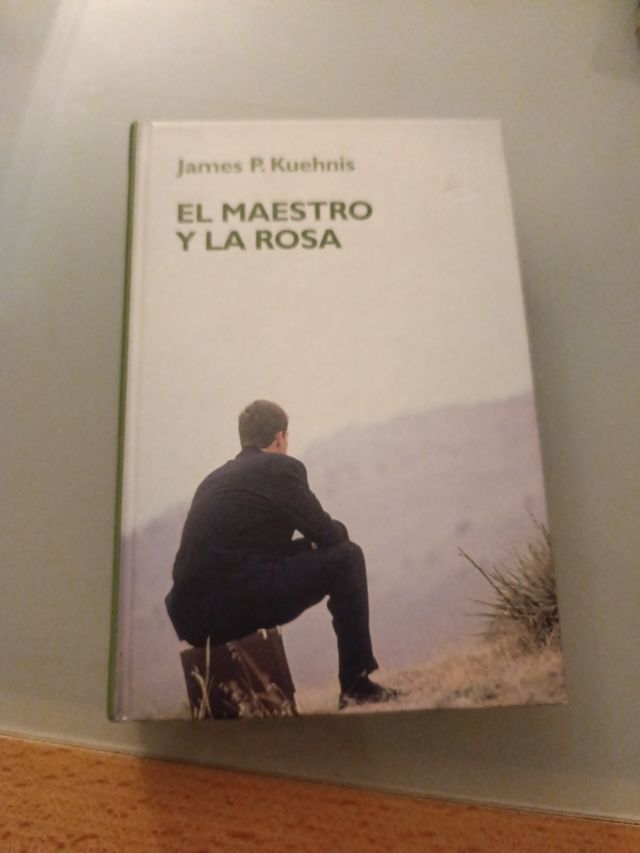 James P. Kuehnis
EL MAESTRO
Y LA ROSA